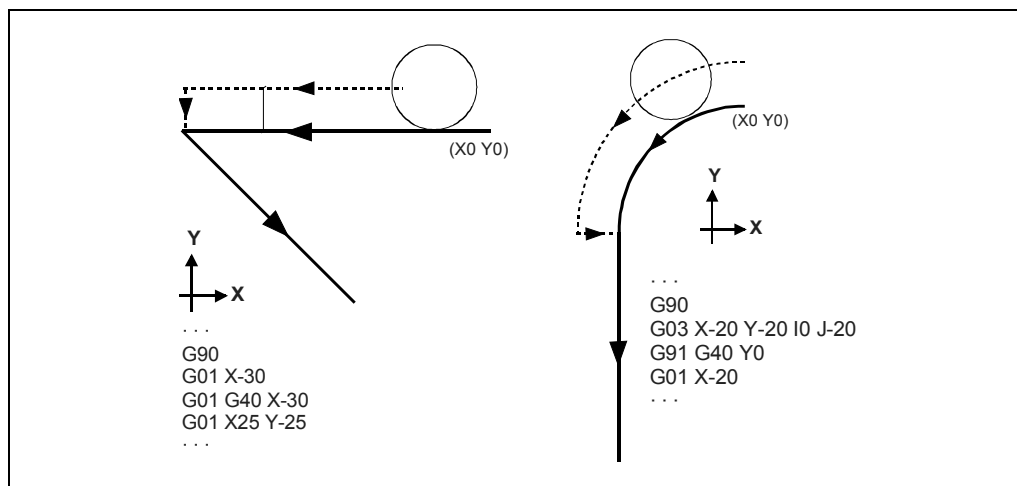 (X0 Y0)
Y
X
. . .
G90
G01 X-30
G01 G40 X-30
G01 X25 Y-25
. . .
(X0 Y0)
Y
X
. . .
G90
G03 X-20 Y-20 I0 J-20
G91 G40 Y0
G01 X-20
. . .